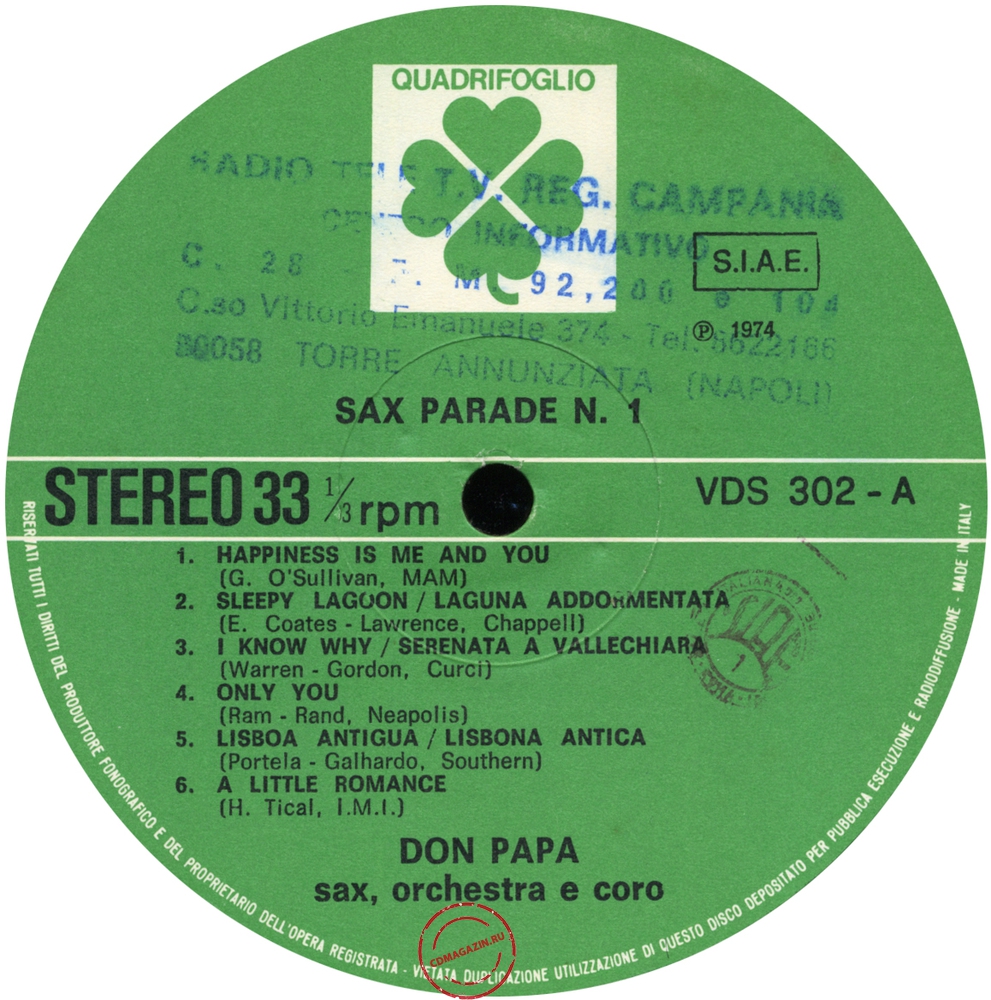 QUADRIFOGLIO
RADIO TELE T.V. REG. CAMPANIA
CENTRO INFORMATIVO
C. 28 F. M. 92,200 e 104
S.I.A.E.
C.so Vittorio Emanuele 374 - Tel. 8622166
℗ 1974
80058 TORRE ANNUNZIATA (NAPOLI)
SAX PARADE N. 1
STEREO 33 1/3 rpm
VDS 302 - A
1. HAPPINESS IS ME AND YOU
(G. O'Sullivan, MAM)
2. SLEEPY LAGOON / LAGUNA ADDORMENTATA
(E. Coates - Lawrence, Chappell)
3. I KNOW WHY / SERENATA A VALLECHIARA
(Warren - Gordon, Curci)
4. ONLY YOU
(Ram - Rand, Neapolis)
5. LISBOA ANTIGUA / LISBONA ANTICA
(Portela - Galhardo, Southern)
6. A LITTLE ROMANCE
(H. Tical, I.M.I.)
DON PAPA
sax, orchestra e coro
RISERVATI TUTTI I DIRITTI DEL PRODUTTORE FONOGRAFICO E DEL PROPRIETARIO DELL'OPERA REGISTRATA - VIETATA DUPLICAZIONE UTILIZZAZIONE DI QUESTO DISCO DEPOSITATO PER PUBBLICA ESECUZIONE E RADIODIFFUSIONE - MADE IN ITALY
CDMAGAZIN.RU